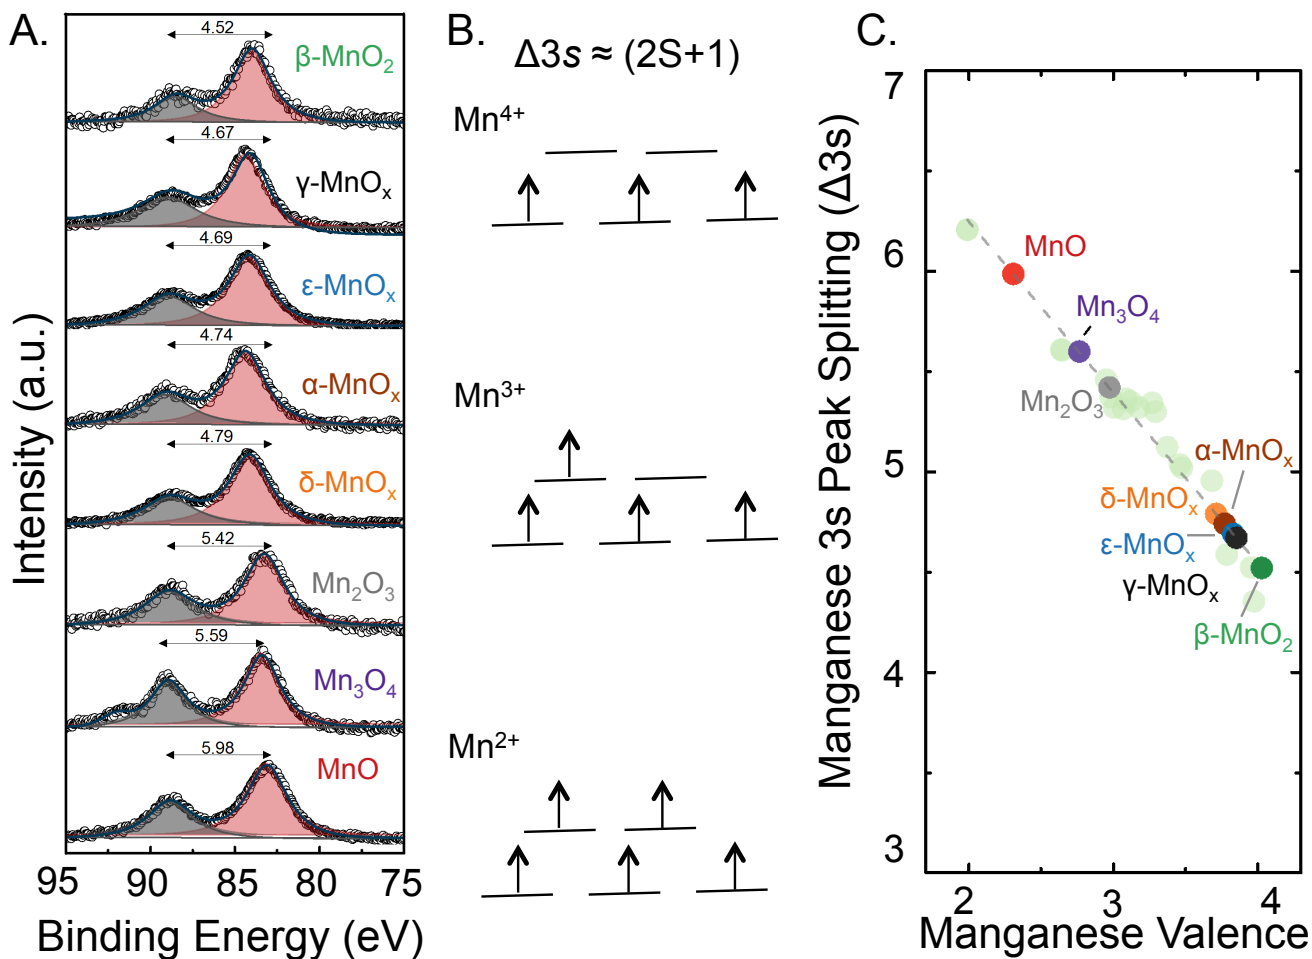 A.
4.52
β-MnO₂
4.67
γ-MnOₓ
4.69
ε-MnOₓ
4.74
α-MnOₓ
4.79
δ-MnOₓ
5.42
Mn₂O₃
5.59
Mn₃O₄
5.98
MnO
Intensity (a.u.)
95 90 85 80 75
Binding Energy (eV)
B.
Δ3s ≈ (2S+1)
Mn⁴⁺
Mn³⁺
Mn²⁺
C.
7
6
5
4
3
Manganese 3s Peak Splitting (Δ3s)
MnO
Mn₃O₄
Mn₂O₃
α-MnOₓ
δ-MnOₓ
ε-MnOₓ
γ-MnOₓ
β-MnO₂
2 3 4
Manganese Valence